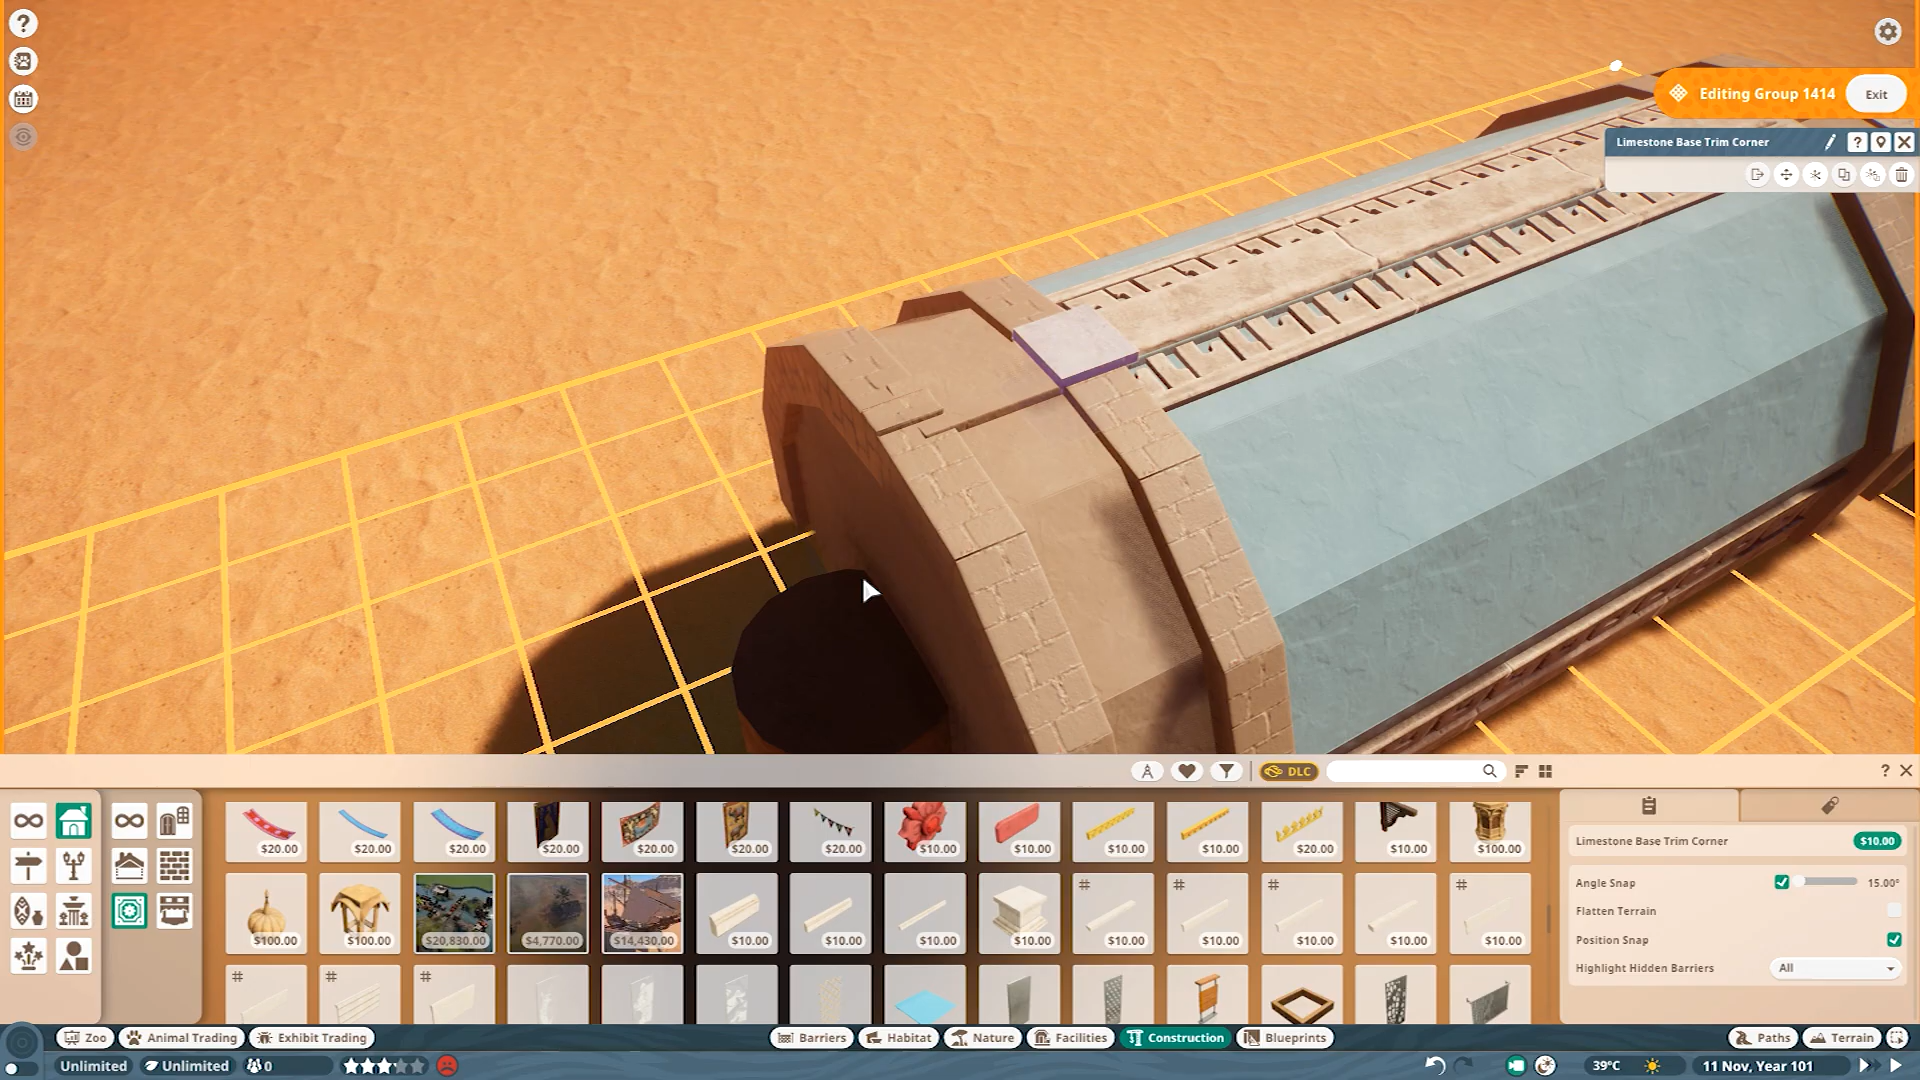 ?
Editing Group 1414
Exit
Limestone Base Trim Corner
?
DLC
?
$20.00
$20.00
$20.00
$20.00
$20.00
$20.00
$20.00
$10.00
$10.00
$10.00
$10.00
$20.00
$10.00
$100.00
$100.00
$100.00
$20,830.00
$4,770.00
$14,430.00
$10.00
$10.00
$10.00
$10.00
# $10.00
# $10.00
# $10.00
$10.00
# $10.00
#
#
#
Limestone Base Trim Corner
$10.00
Angle Snap
15.00°
Flatten Terrain
Position Snap
Highlight Hidden Barriers
All
Zoo
Animal Trading
Exhibit Trading
Barriers
Habitat
Nature
Facilities
Construction
Blueprints
Paths
Terrain
Unlimited
Unlimited
0
39°C
11 Nov, Year 101